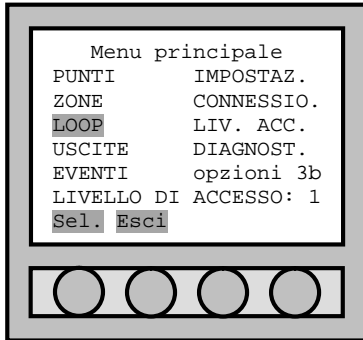 Menu principale
PUNTI IMPOSTAZ.
ZONE CONNESSIO.
LOOP LIV. ACC.
USCITE DIAGNOST.
EVENTI opzioni 3b
LIVELLO DI ACCESSO: 1
Sel. Esci